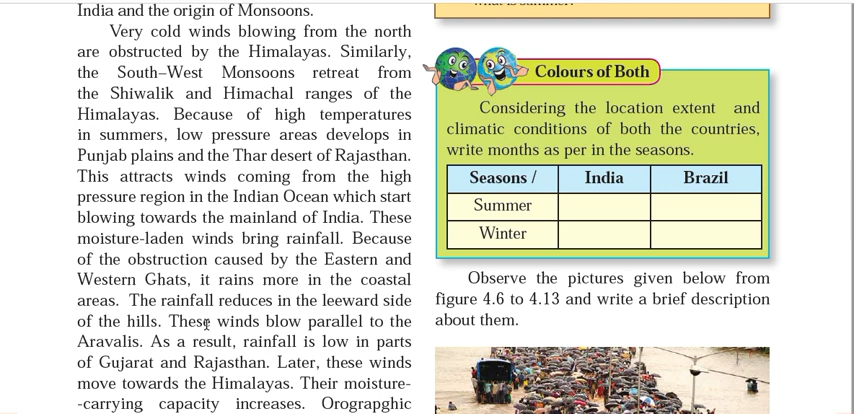 India and the origin of Monsoons.
Very cold winds blowing from the north
are obstructed by the Himalayas. Similarly,
the South–West Monsoons retreat from
the Shiwalik and Himachal ranges of the
Himalayas. Because of high temperatures
in summers, low pressure areas develops in
Punjab plains and the Thar desert of Rajasthan.
This attracts winds coming from the high
pressure region in the Indian Ocean which start
blowing towards the mainland of India. These
moisture-laden winds bring rainfall. Because
of the obstruction caused by the Eastern and
Western Ghats, it rains more in the coastal
areas. The rainfall reduces in the leeward side
of the hills. These winds blow parallel to the
Aravalis. As a result, rainfall is low in parts
of Gujarat and Rajasthan. Later, these winds
move towards the Himalayas. Their moisture-
-carrying capacity increases. Orograpghic
Colours of Both
Considering the location extent and
climatic conditions of both the countries,
write months as per in the seasons.
Seasons / India Brazil
Summer
Winter
Observe the pictures given below from
figure 4.6 to 4.13 and write a brief description
about them.